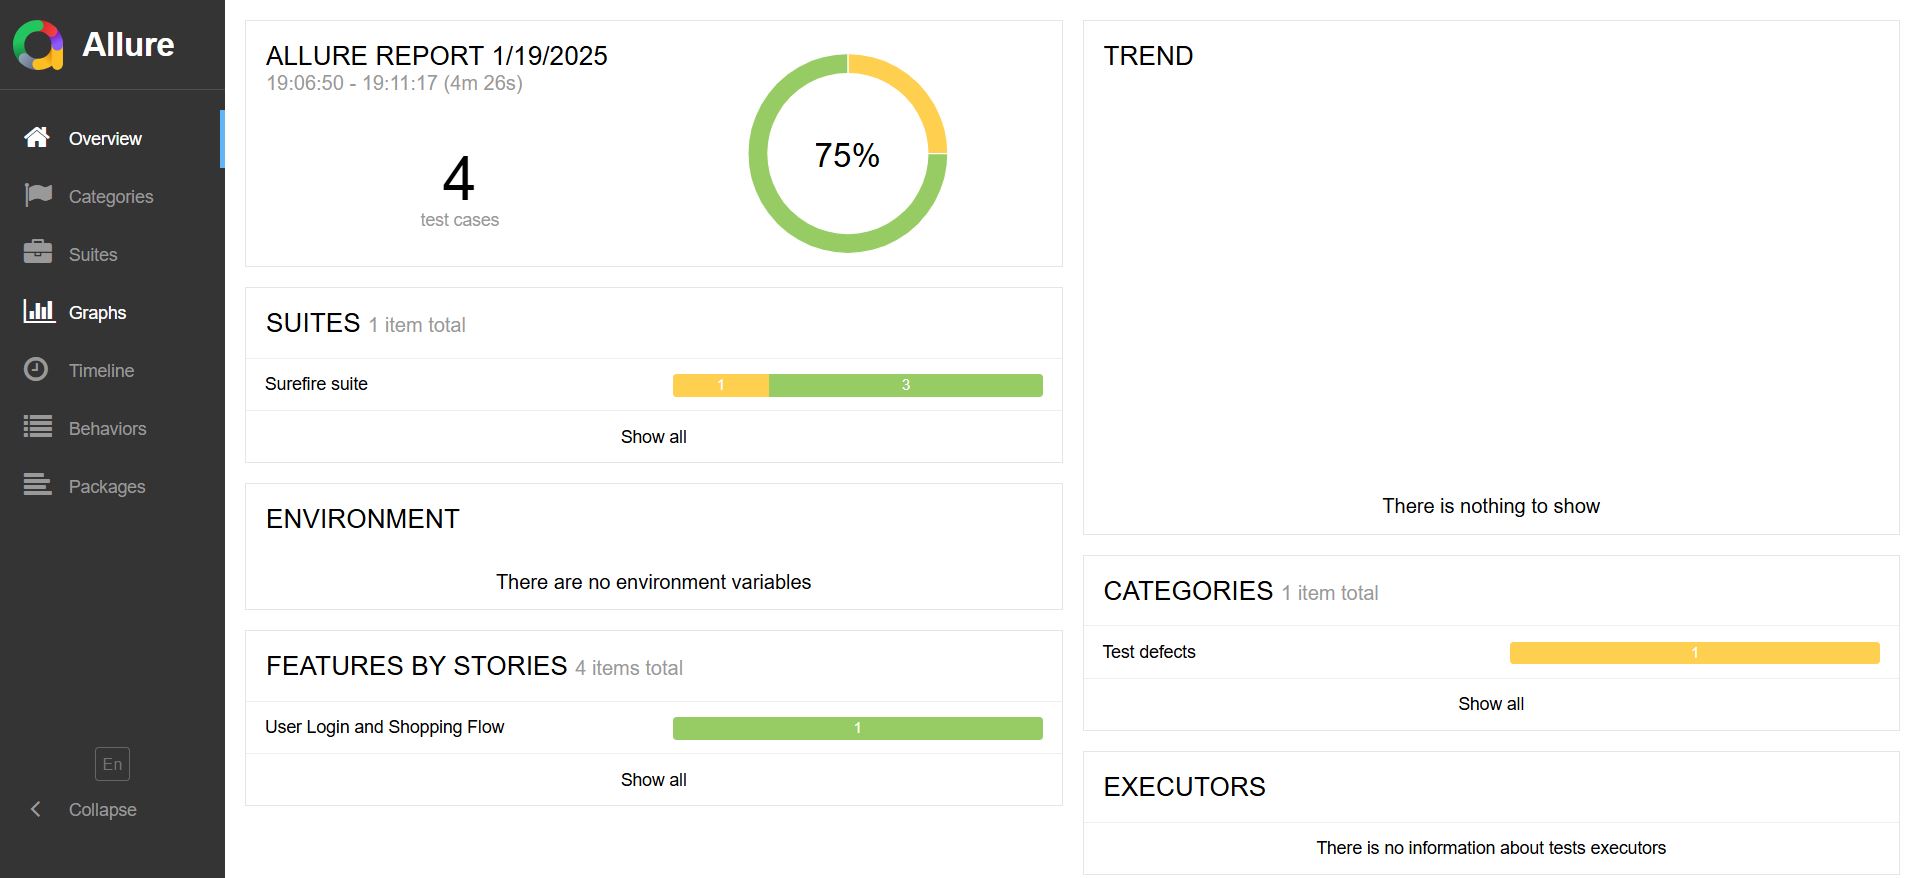 Allure
Overview
Categories
Suites
Graphs
Timeline
Behaviors
Packages
En
Collapse
ALLURE REPORT 1/19/2025
19:06:50 - 19:11:17 (4m 26s)
4
test cases
75%
SUITES 1 item total
Surefire suite 1 3
Show all
ENVIRONMENT
There are no environment variables
FEATURES BY STORIES 4 items total
User Login and Shopping Flow 1
Show all
TREND
There is nothing to show
CATEGORIES 1 item total
Test defects 1
Show all
EXECUTORS
There is no information about tests executors